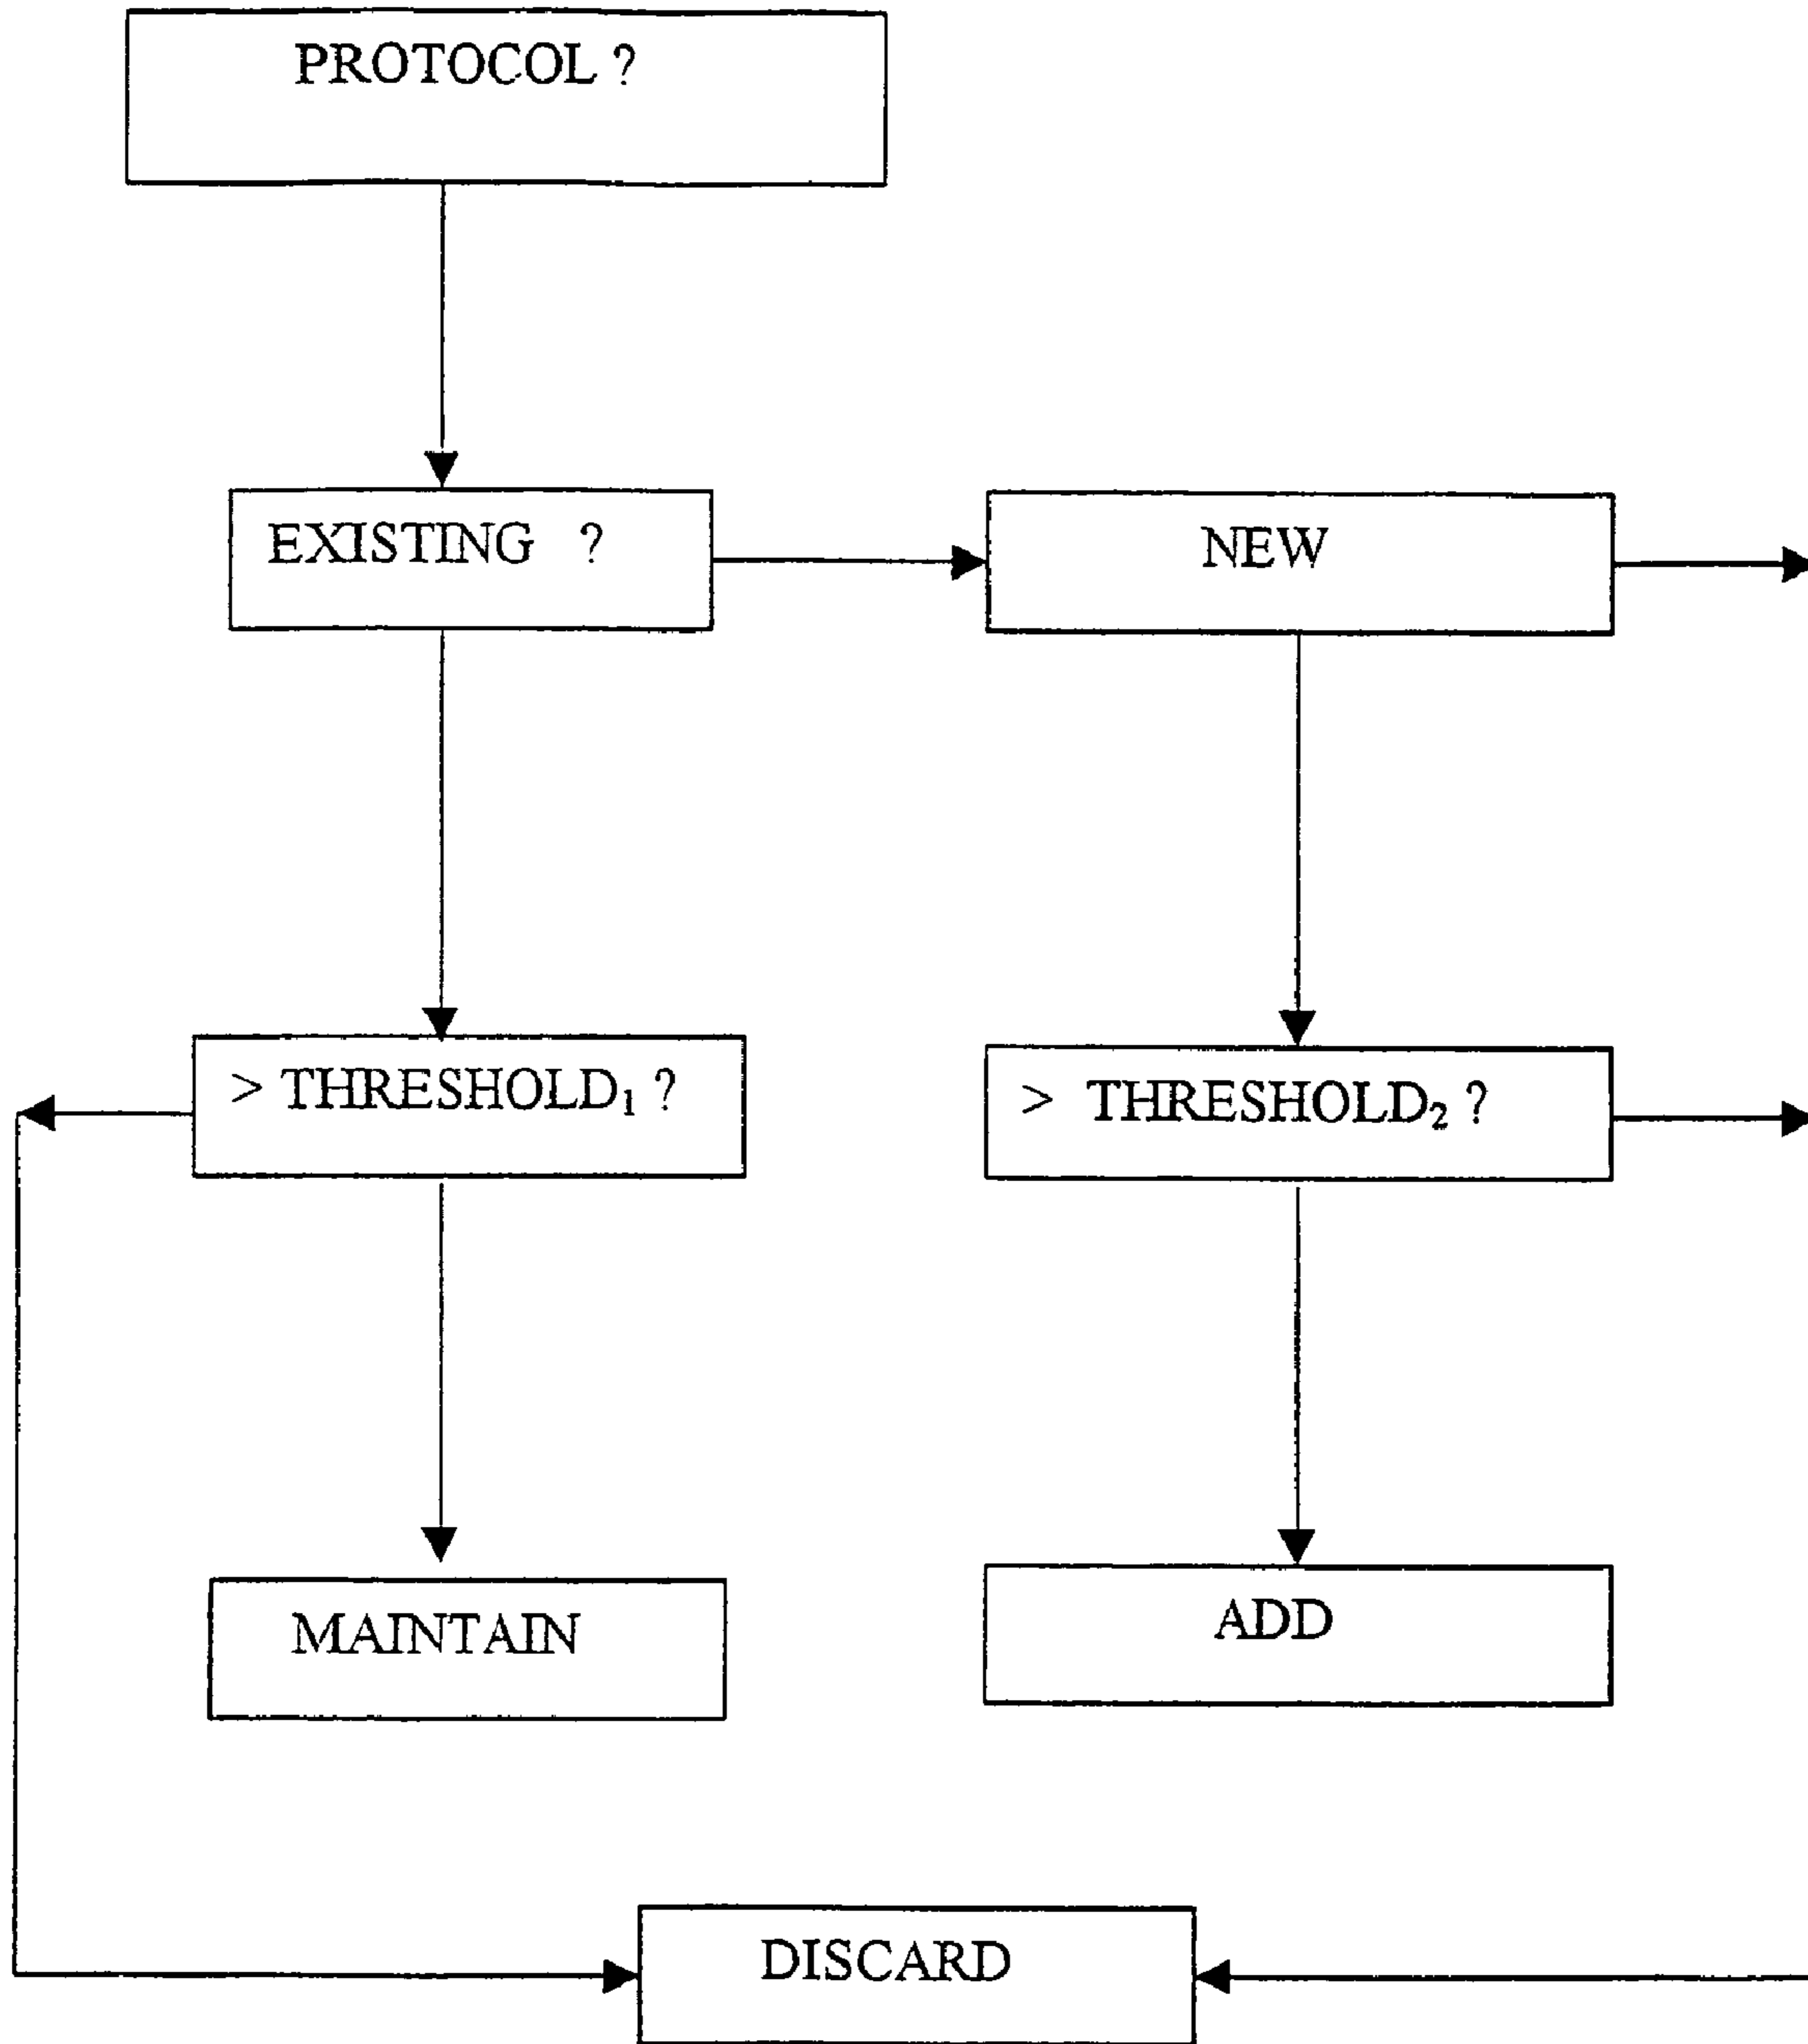 PROTOCOL ?
EXISTING ?
NEW
> THRESHOLD₁ ?
> THRESHOLD₂ ?
MAINTAIN
ADD
DISCARD